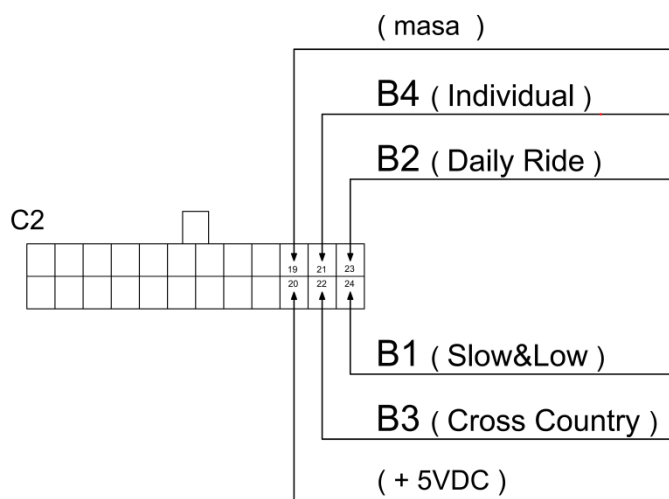 ( masa )
B4 ( Individual )
B2 ( Daily Ride )
C2
19 21 23
20 22 24
B1 ( Slow&Low )
B3 ( Cross Country )
( + 5VDC )